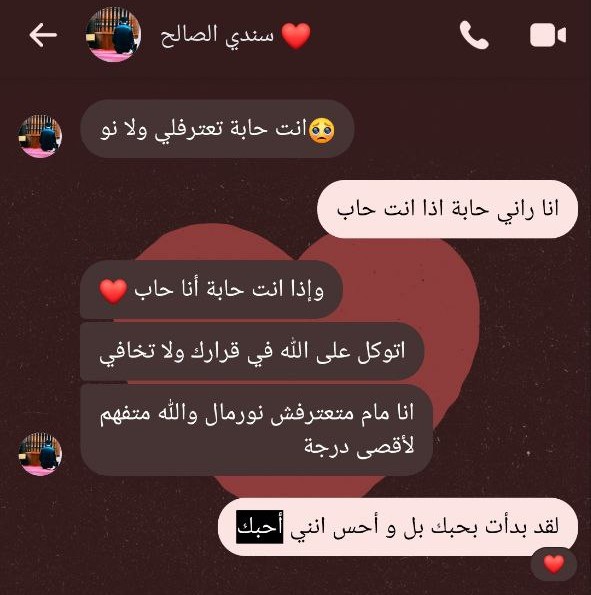 سندي الصالح ❤️
🥺انت حابة تعترفلي ولا نو
انا راني حابة اذا انت حاب
وإذا انت حابة أنا حاب ❤️
اتوكل على الله في قرارك ولا تخافي
انا مام متعترفش نورمال والله متفهم
لأقصى درجة
لقد بدأت بحبك بل و أحس انني أحبك
❤️